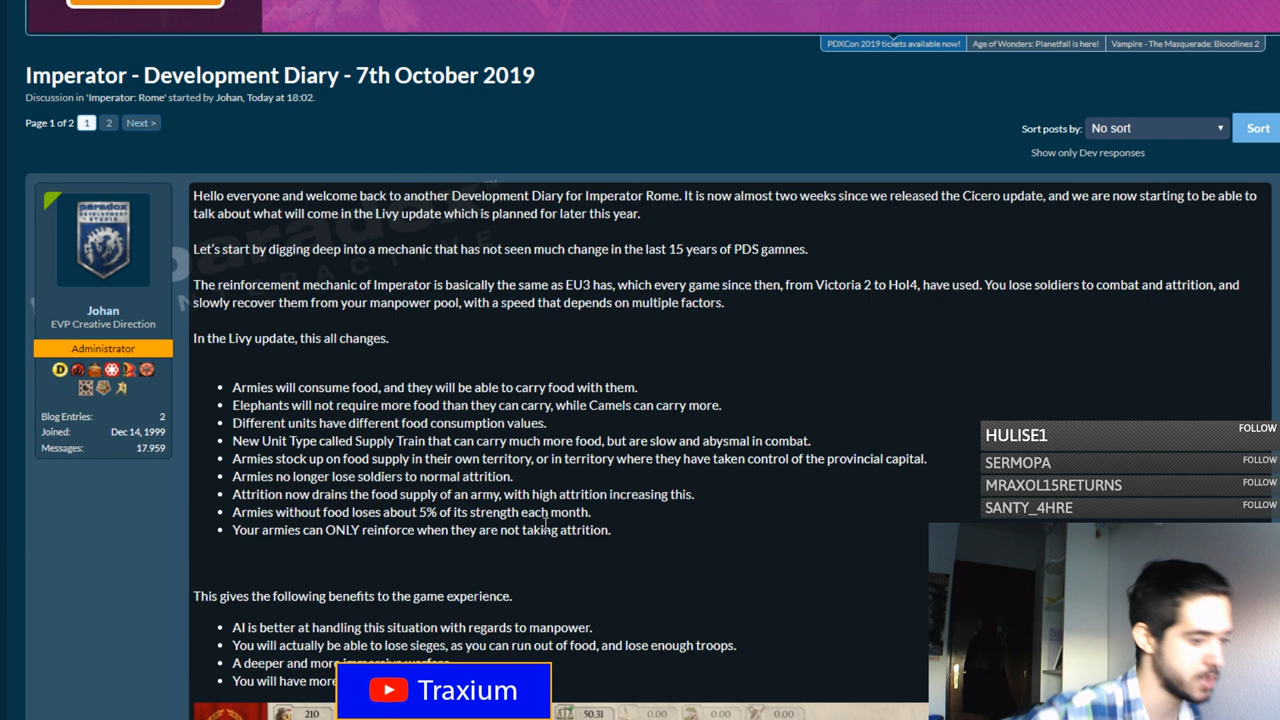 PDXCon 2019 tickets available now! Age of Wonders: Planetfall is here! Vampire - The Masquerade: Bloodlines 2
Imperator - Development Diary - 7th October 2019
Discussion in 'Imperator: Rome' started by Johan, Today at 18:02.
Page 1 of 2 1 2 Next >
Sort posts by: No sort Sort
Show only Dev responses
Hello everyone and welcome back to another Development Diary for Imperator Rome. It is now almost two weeks since we released the Cicero update, and we are now starting to be able to
talk about what will come in the Livy update which is planned for later this year.
Let's start by digging deep into a mechanic that has not seen much change in the last 15 years of PDS gamnes.
The reinforcement mechanic of Imperator is basically the same as EU3 has, which every game since then, from Victoria 2 to HoI4, have used. You lose soldiers to combat and attrition, and
slowly recover them from your manpower pool, with a speed that depends on multiple factors.
In the Livy update, this all changes.
paradox
DEVELOPMENT
STUDIO
Johan
EVP Creative Direction
Administrator
Blog Entries: 2
Joined: Dec 14, 1999
Messages: 17.959
• Armies will consume food, and they will be able to carry food with them.
• Elephants will not require more food than they can carry, while Camels can carry more.
• Different units have different food consumption values.
• New Unit Type called Supply Train that can carry much more food, but are slow and abysmal in combat.
• Armies stock up on food supply in their own territory, or in territory where they have taken control of the provincial capital.
• Armies no longer lose soldiers to normal attrition.
• Attrition now drains the food supply of an army, with high attrition increasing this.
• Armies without food loses about 5% of its strength each month.
• Your armies can ONLY reinforce when they are not taking attrition.
This gives the following benefits to the game experience.
• AI is better at handling this situation with regards to manpower.
• You will actually be able to lose sieges, as you can run out of food, and lose enough troops.
• A deeper and more immersive warfare.
• You will have more
HULISE1 FOLLOW
SERMOPA FOLLOW
MRAXOL15RETURNS FOLLOW
SANTY_4HRE FOLLOW
Traxium
210 50.31 0.00 0.00 0.00